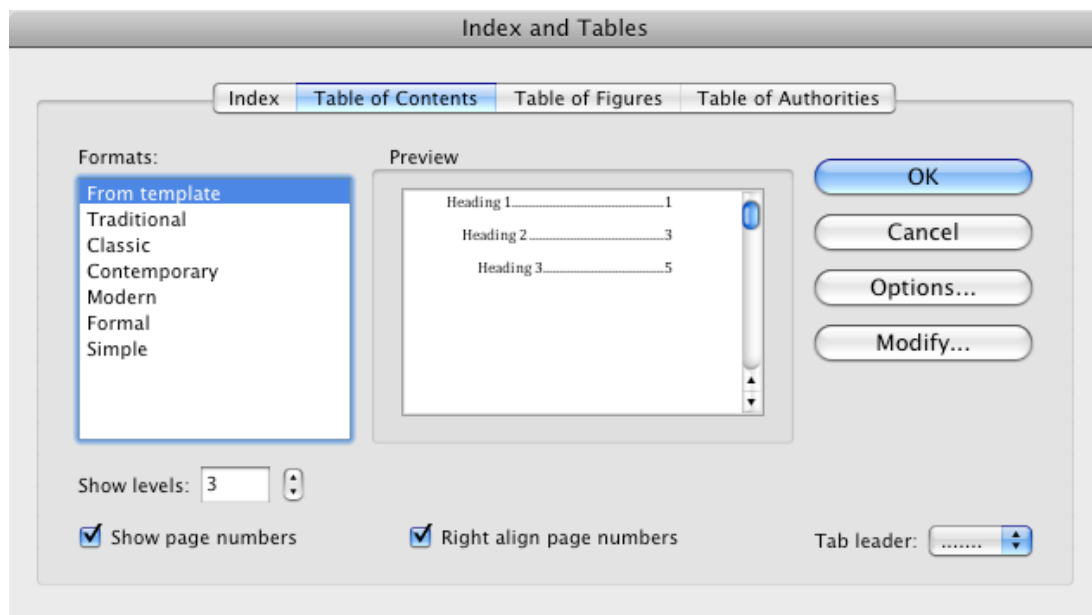 Index and Tables
Index Table of Contents Table of Figures Table of Authorities
Formats:
From template
Traditional
Classic
Contemporary
Modern
Formal
Simple
Preview
Heading 1........................................1
Heading 2...................................3
Heading 3..............................5
OK
Cancel
Options...
Modify...
Show levels: 3
Show page numbers
Right align page numbers
Tab leader: .......